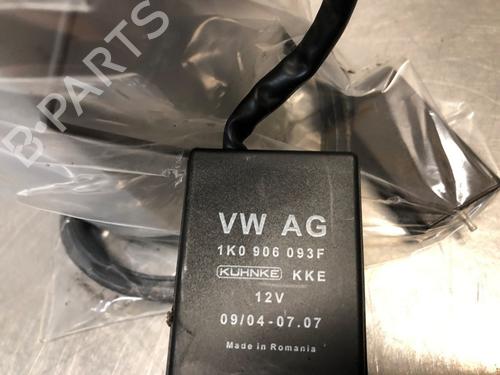 B-PARTS
VW AG
1K0 906 093F
KUHNKE KKE
12V
09/04-07.07
Made in Romania